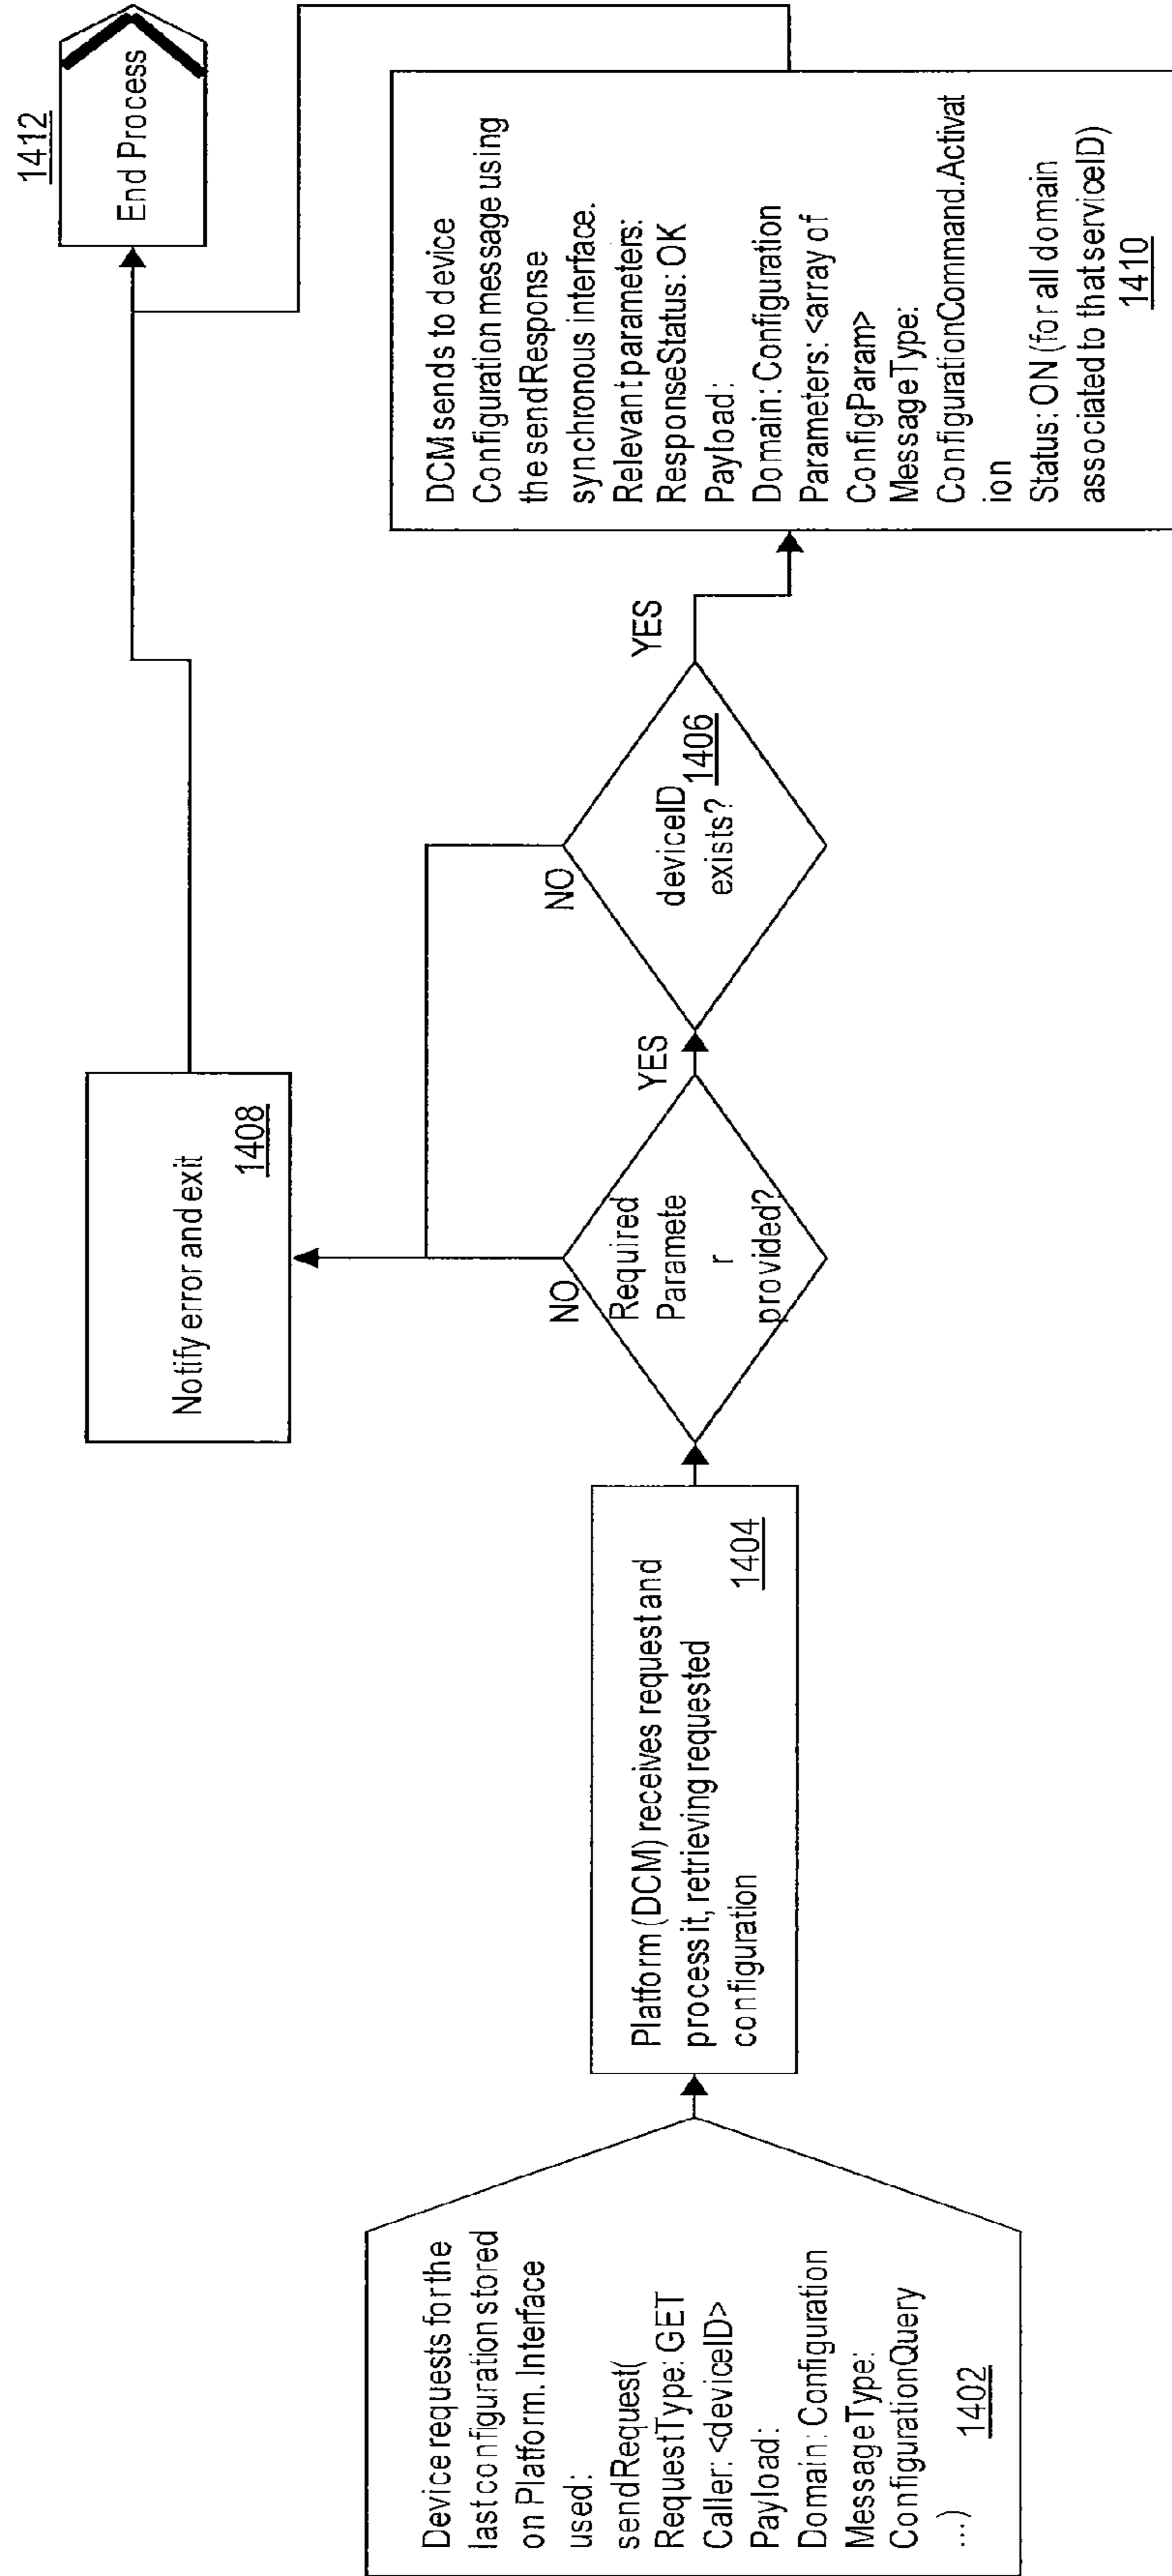 Device requests for the
last configuration stored
on Platform. Interface
used:
sendRequest(
RequestType: GET
Caller: <deviceID>
Payload:
Domain: Configuration
MessageType:
ConfigurationQuery
...)
1402
Platform (DCM) receives request and
process it, retrieving requested
configuration
1404
Required
Paramete
r
provided?
NO
YES
deviceID
exists?
1406
NO
YES
Notify error and exit
1408
DCM sends to device
Configuration message using
the sendResponse
synchronous interface.
Relevant parameters:
ResponseStatus: OK
Payload:
Domain: Configuration
Parameters: <array of
ConfigParam>
MessageType:
ConfigurationCommand.Activat
ion
Status: ON (for all domain
associated to that serviceID)
1410
End Process
1412